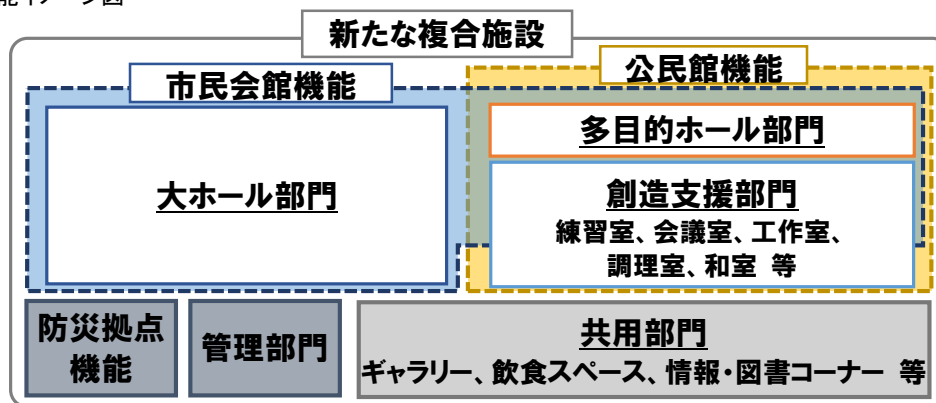 新たな複合施設
市民会館機能
公民館機能
大ホール部門
多目的ホール部門
創造支援部門
練習室、会議室、工作室、
調理室、和室 等
防災拠点
機能
管理部門
共用部門
ギャラリー、飲食スペース、情報・図書コーナー 等